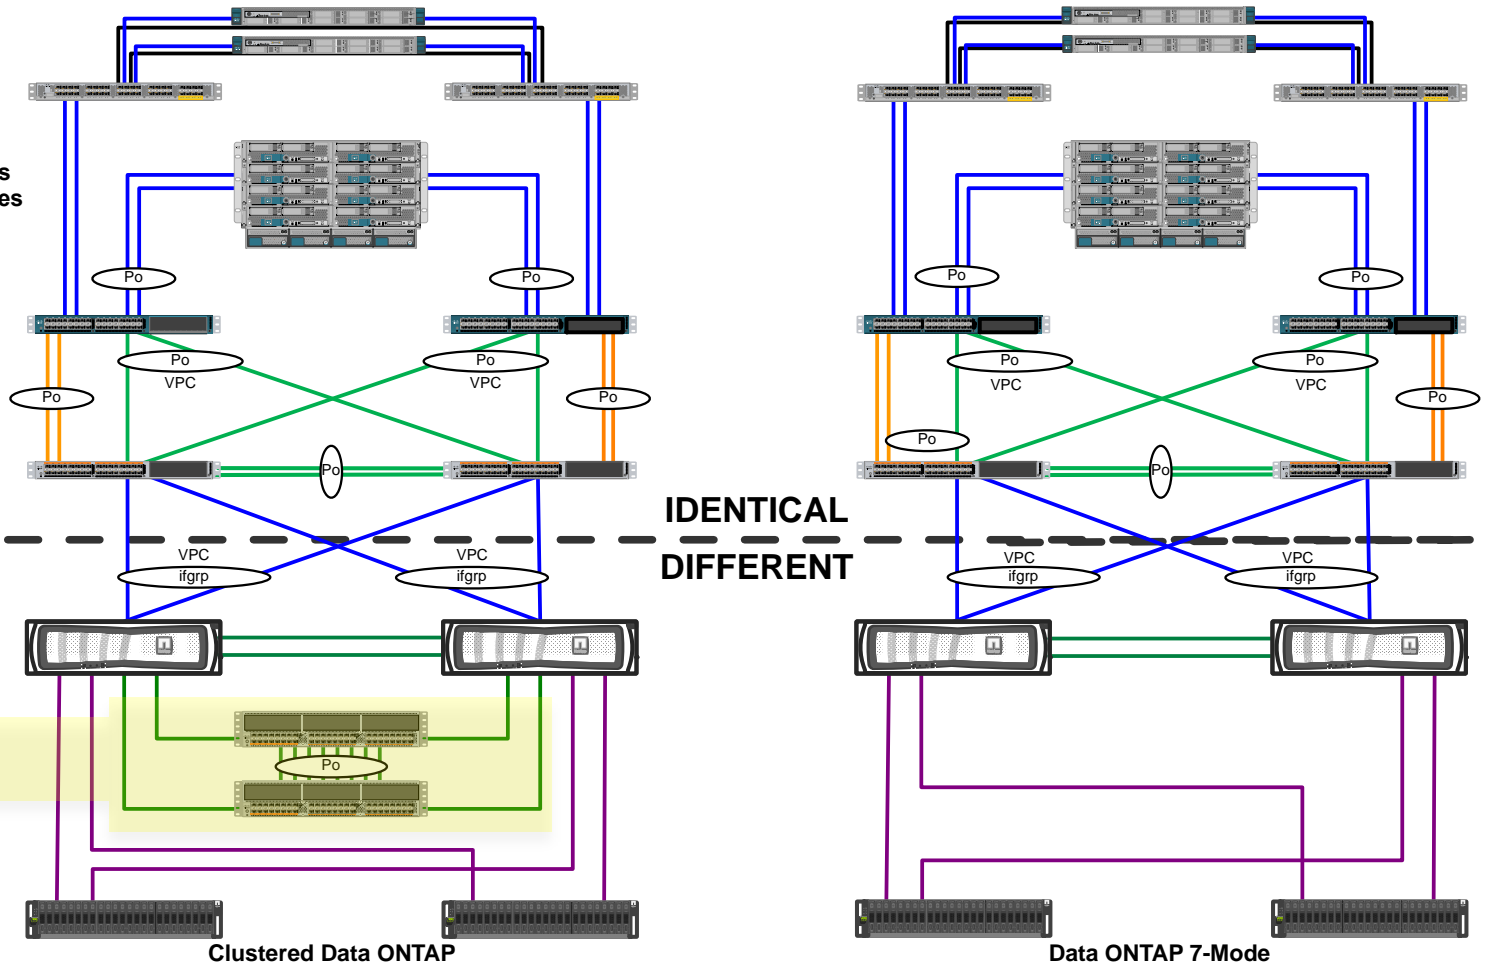 s
es
Po
Po
Po
Po
Po
VPC
Po
VPC
Po
VPC
Po
VPC
Po
Po
Po
Po
Po
Po
IDENTICAL
DIFFERENT
VPC
ifgrp
VPC
ifgrp
VPC
ifgrp
VPC
ifgrp
Po
Clustered Data ONTAP
Data ONTAP 7-Mode